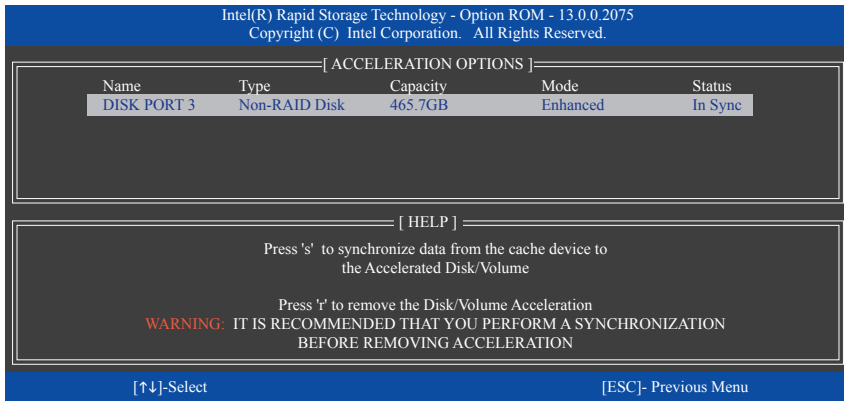 Intel(R) Rapid Storage Technology - Option ROM - 13.0.0.2075
Copyright (C) Intel Corporation. All Rights Reserved.
[ ACCELERATION OPTIONS ]
Name Type Capacity Mode Status
DISK PORT 3 Non-RAID Disk 465.7GB Enhanced In Sync
[ HELP ]
Press 's' to synchronize data from the cache device to
the Accelerated Disk/Volume
Press 'r' to remove the Disk/Volume Acceleration
WARNING: IT IS RECOMMENDED THAT YOU PERFORM A SYNCHRONIZATION
BEFORE REMOVING ACCELERATION
[↑↓]-Select [ESC]- Previous Menu